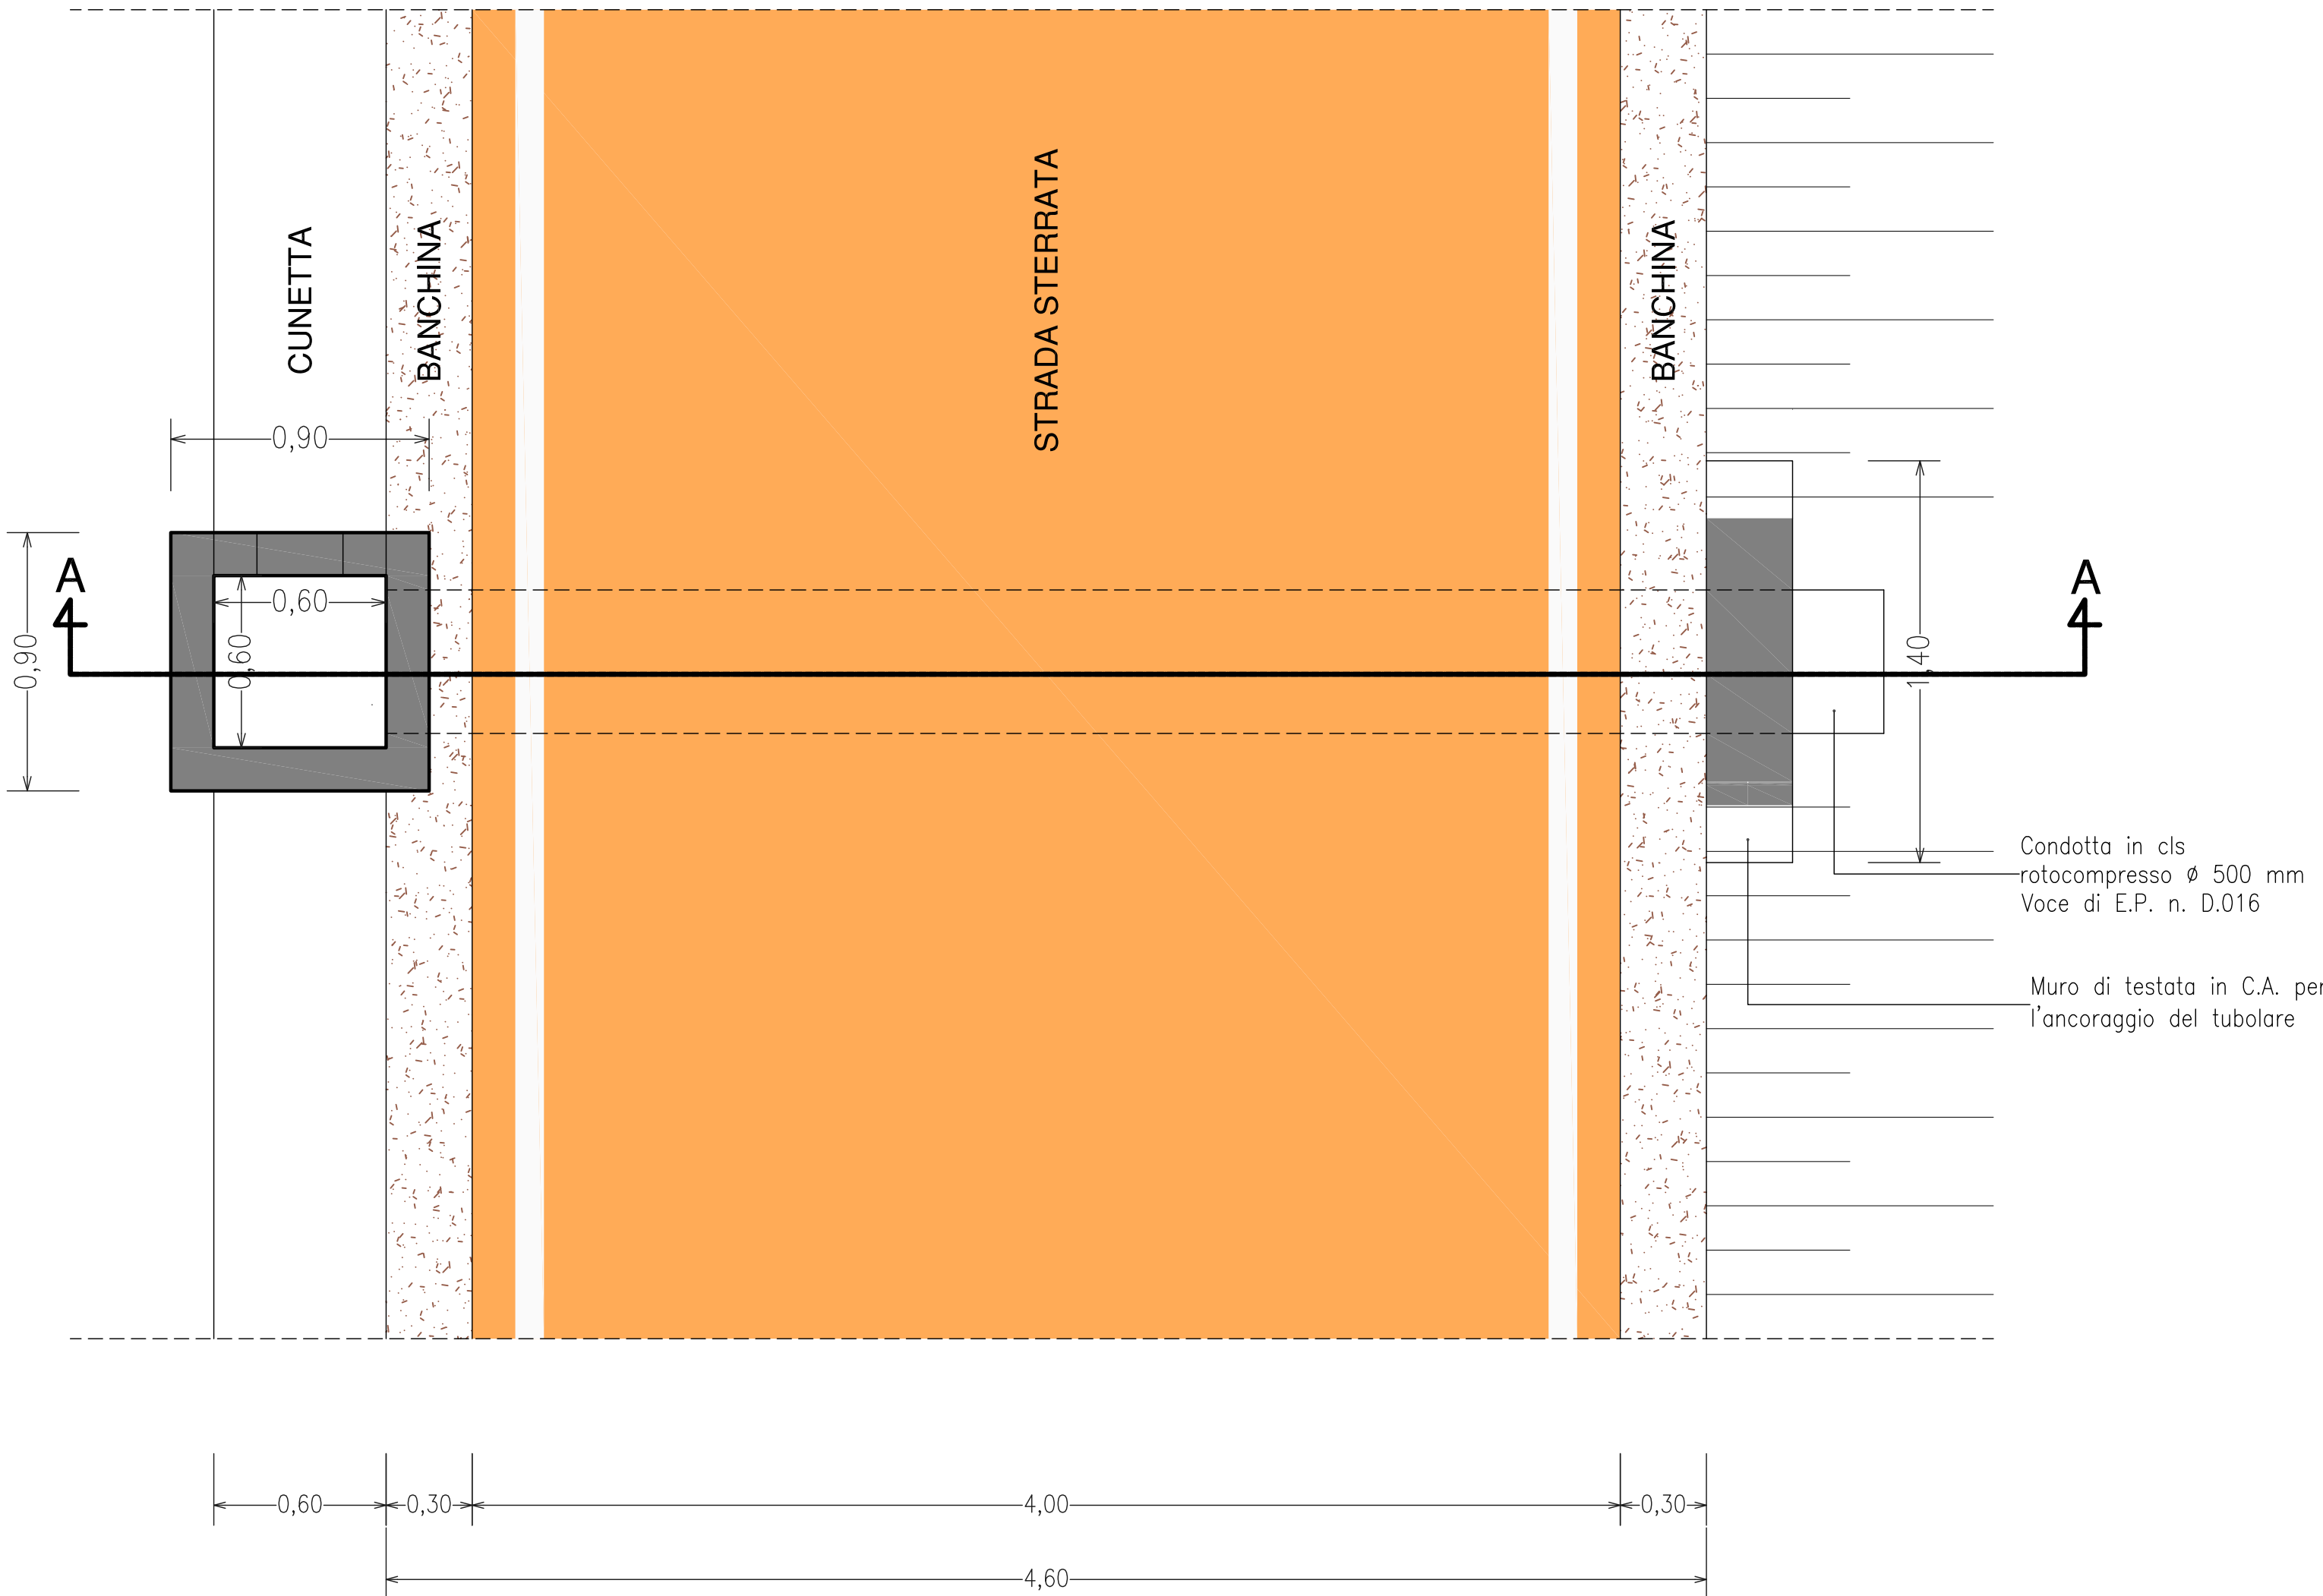 CUNETTA
BANCHINA
STRADA STERRATA
BANCHINA
0,90
0,90
A
0,60
0,60
A
1,40
Condotta in cls
rotocompresso ø 500 mm
Voce di E.P. n. D.016
Muro di testata in C.A. per
l'ancoraggio del tubolare
0,60
0,30
4,00
0,30
4,60